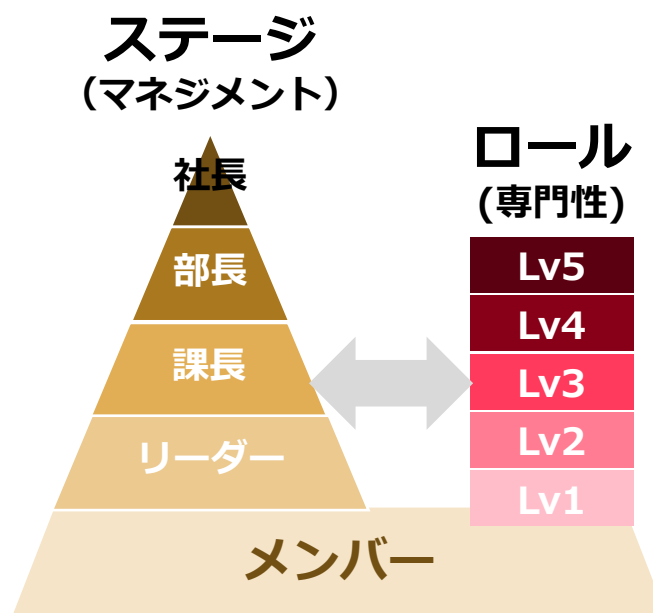 ステージ
（マネジメント）
社長
部長
課長
リーダー
ロール
(専門性)
Lv5
Lv4
Lv3
Lv2
Lv1
メンバー